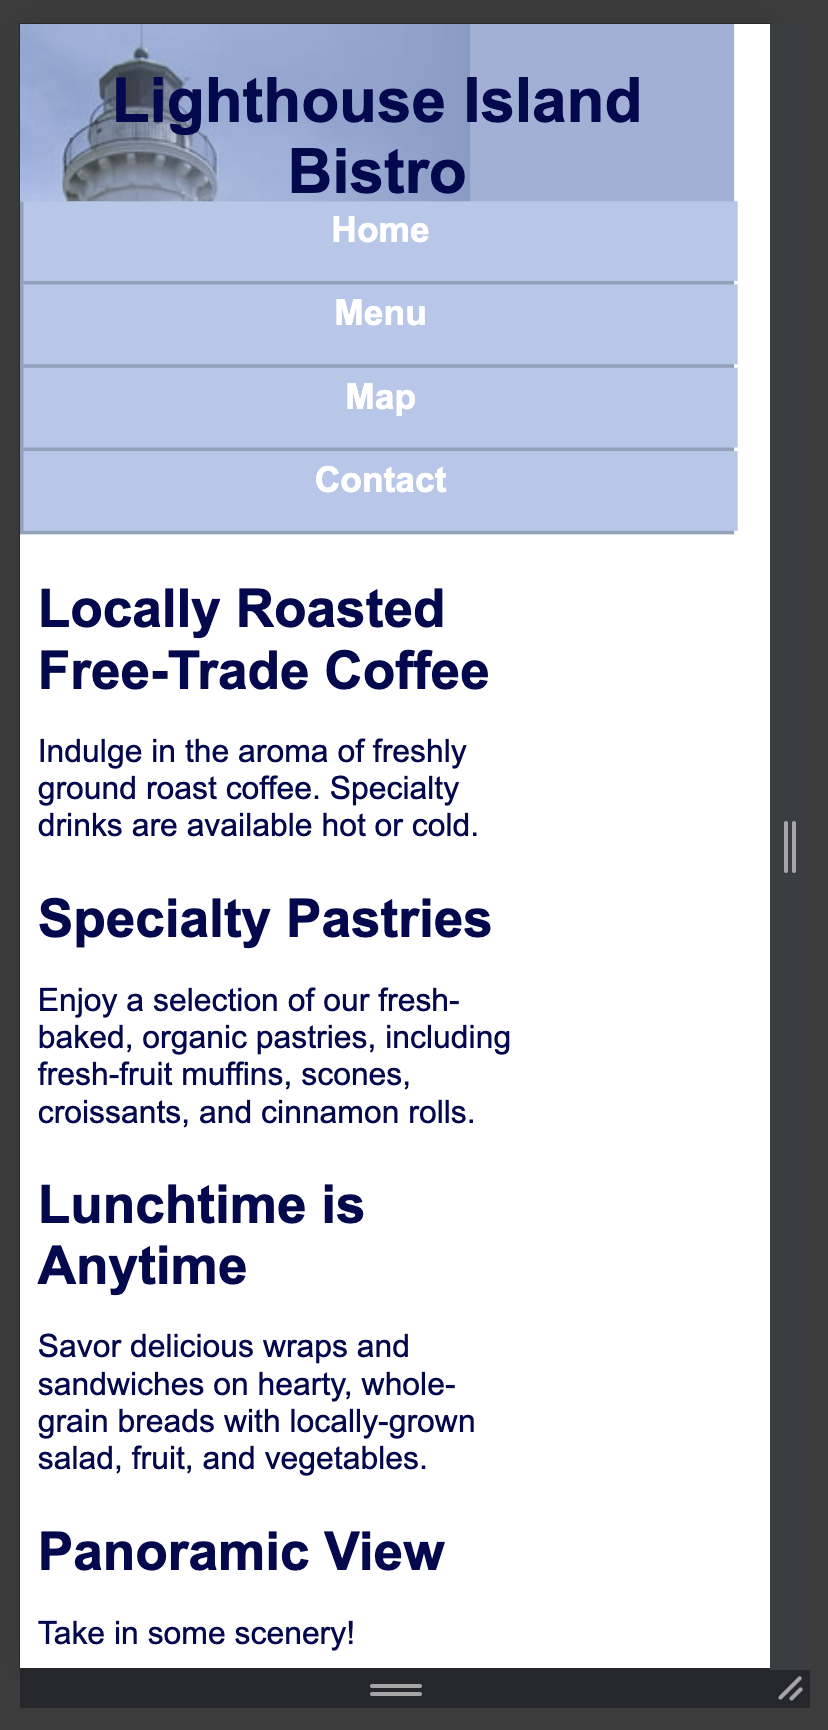 Lighthouse Island
Bistro
Home
Menu
Map
Contact
Locally Roasted
Free-Trade Coffee
Indulge in the aroma of freshly
ground roast coffee. Specialty
drinks are available hot or cold.
Specialty Pastries
Enjoy a selection of our fresh-
baked, organic pastries, including
fresh-fruit muffins, scones,
croissants, and cinnamon rolls.
Lunchtime is
Anytime
Savor delicious wraps and
sandwiches on hearty, whole-
grain breads with locally-grown
salad, fruit, and vegetables.
Panoramic View
Take in some scenery!